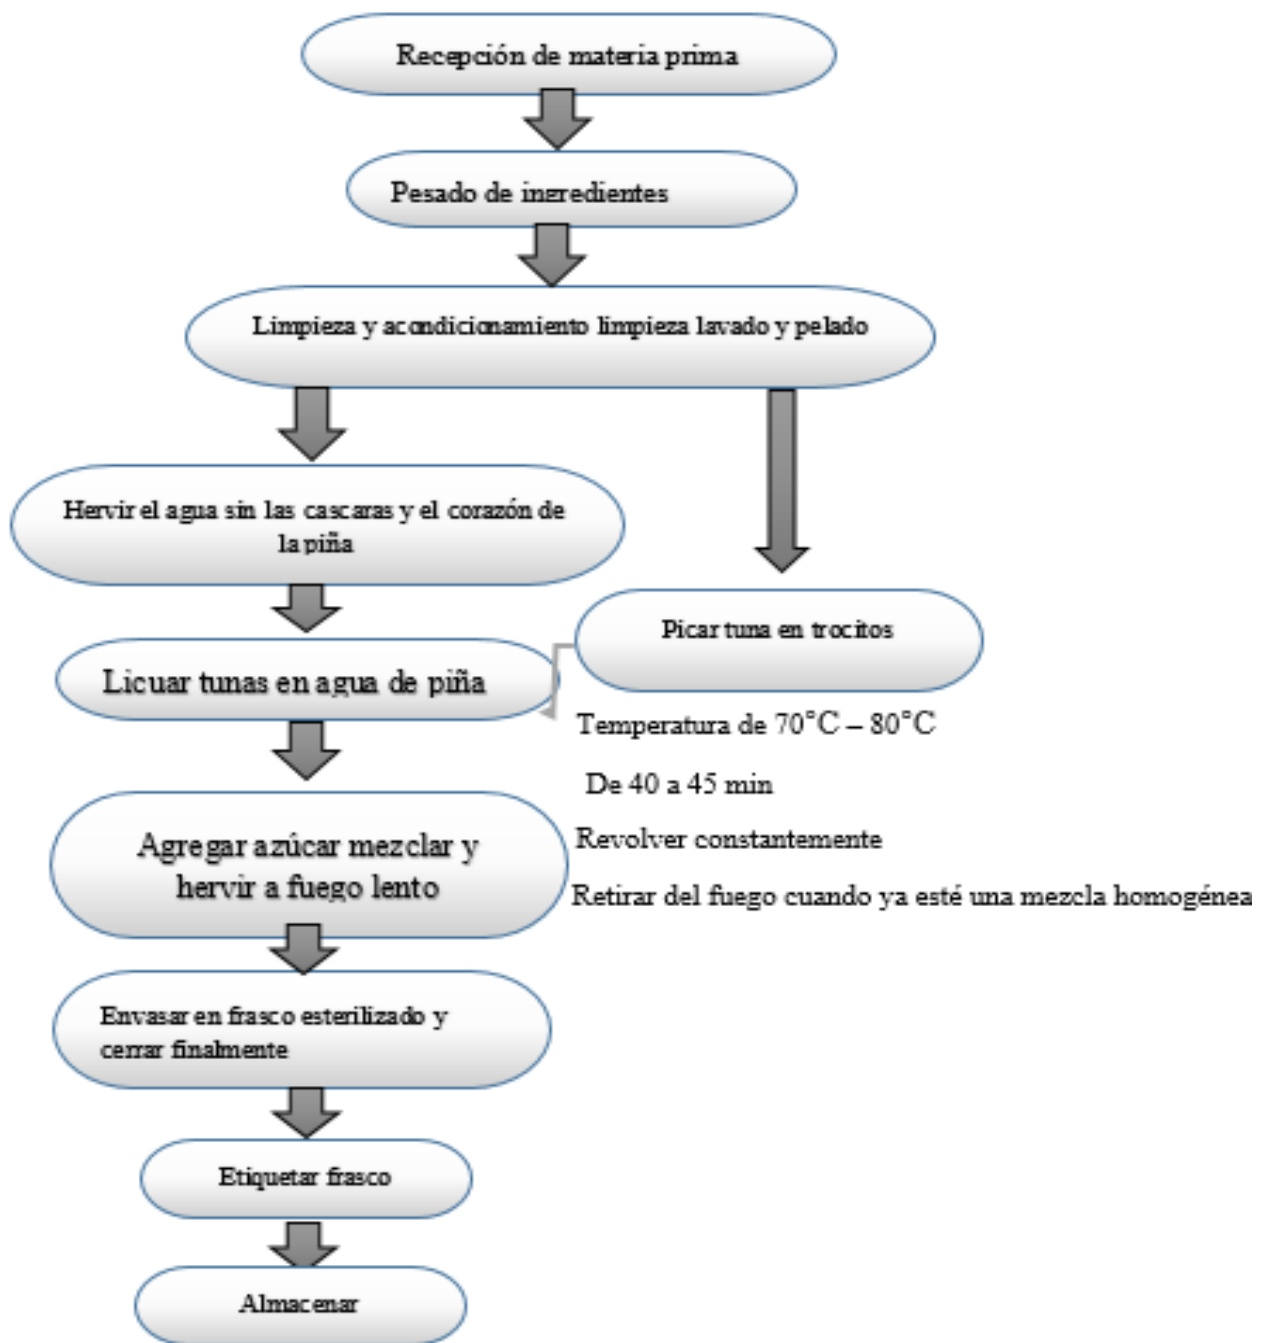 Recepción de materia prima
Pesado de ingredientes
Limpieza y acondicionamiento limpieza lavado y pelado
Hervir el agua sin las cascaras y el corazón de
la piña
Picar tuna en trocitos
Licuar tunas en agua de piña
Temperatura de 70°C – 80°C
De 40 a 45 min
Agregar azúcar mezclar y
hervir a fuego lento
Revolver constantemente
Retirar del fuego cuando ya esté una mezcla homogénea
Envasar en frasco esterilizado y
cerrar finalmente
Etiquetar frasco
Almacenar